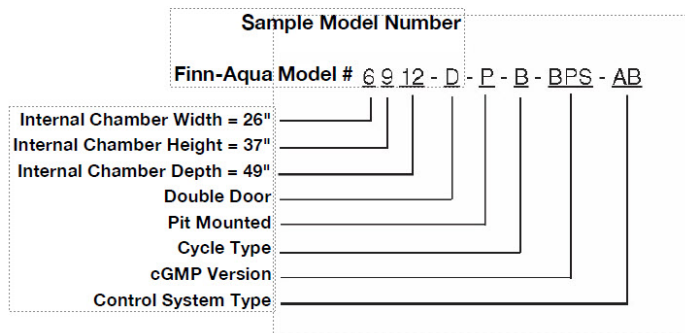 Sample Model Number
Finn-Aqua Model # 6 9 12 - D - P - B - BPS - AB
Internal Chamber Width = 26"
Internal Chamber Height = 37"
Internal Chamber Depth = 49"
Double Door
Pit Mounted
Cycle Type
cGMP Version
Control System Type